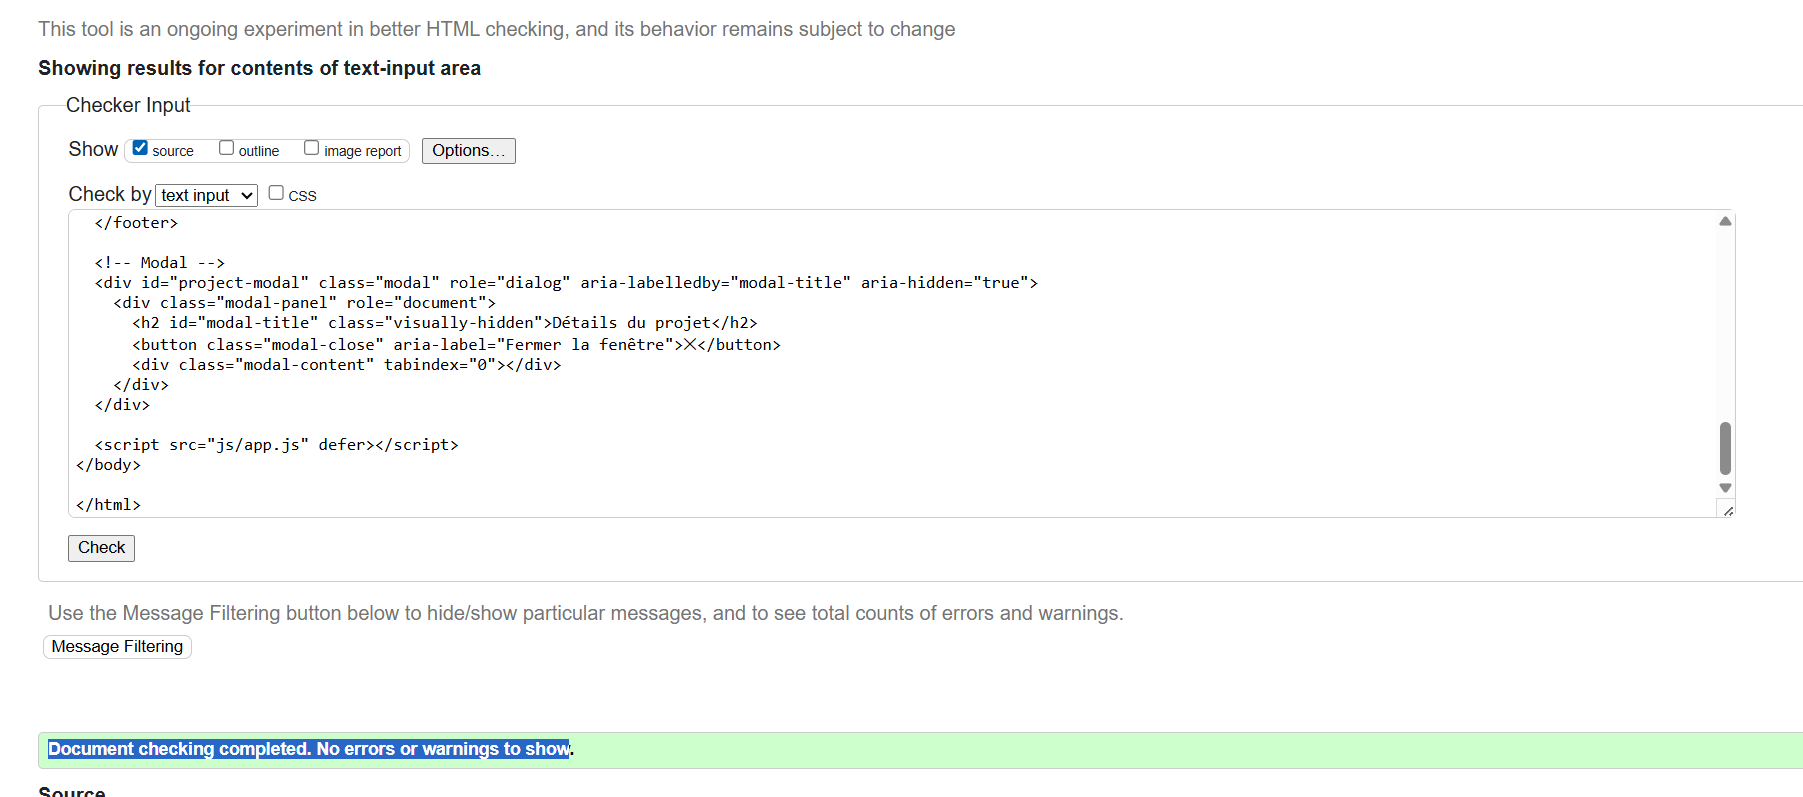 This tool is an ongoing experiment in better HTML checking, and its behavior remains subject to change
Showing results for contents of text-input area
Checker Input
Show source outline image report Options...
Check by text input CSS
</footer>
<!-- Modal -->
<div id="project-modal" class="modal" role="dialog" aria-labelledby="modal-title" aria-hidden="true">
<div class="modal-panel" role="document">
<h2 id="modal-title" class="visually-hidden">Détails du projet</h2>
<button class="modal-close" aria-label="Fermer la fenêtre">✕</button>
<div class="modal-content" tabindex="0"></div>
</div>
</div>
<script src="js/app.js" defer></script>
</body>
</html>
Check
Use the Message Filtering button below to hide/show particular messages, and to see total counts of errors and warnings.
Message Filtering
Document checking completed. No errors or warnings to show.
Source